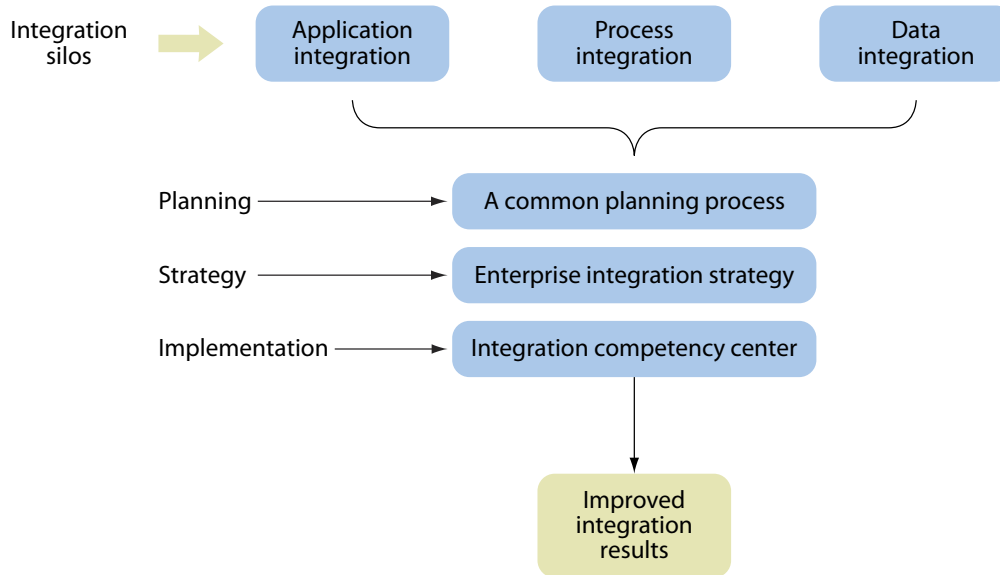 Integration
silos
Application
integration
Process
integration
Data
integration
Planning
A common planning process
Strategy
Enterprise integration strategy
Implementation
Integration competency center
Improved
integration
results